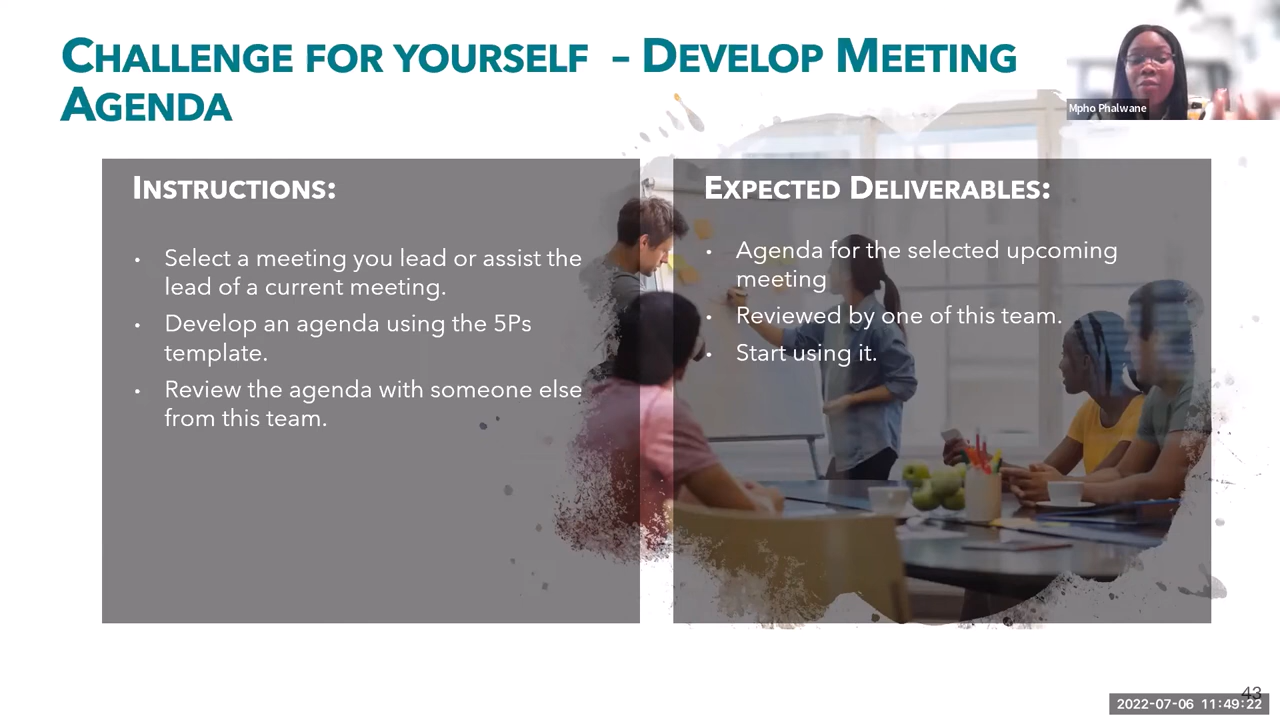 CHALLENGE FOR YOURSELF – DEVELOP MEETING
AGENDA
Mpho Phalwane
INSTRUCTIONS:
• Select a meeting you lead or assist the
lead of a current meeting.
• Develop an agenda using the 5Ps
template.
• Review the agenda with someone else
from this team.
EXPECTED DELIVERABLES:
• Agenda for the selected upcoming
meeting
• Reviewed by one of this team.
• Start using it.
43
2022-07-06 11:49:22